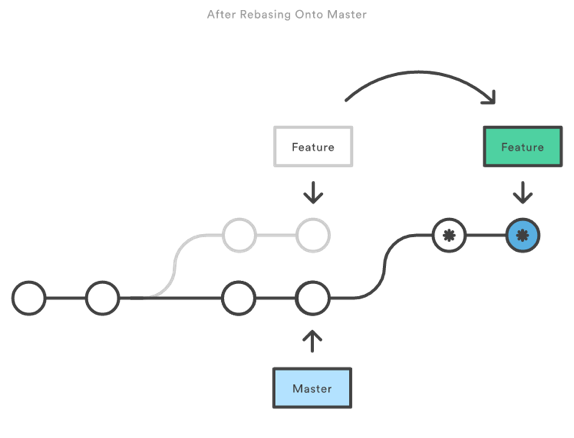 After Rebasing Onto Master
Feature
Feature
Master